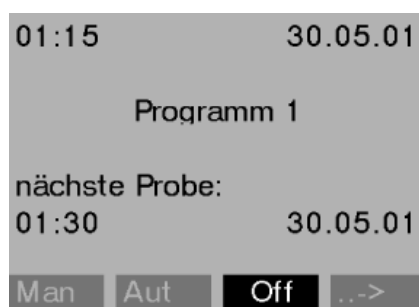 01:15 30.05.01
Programm 1
nächste Probe:
01:30 30.05.01
Man Aut Off ..->